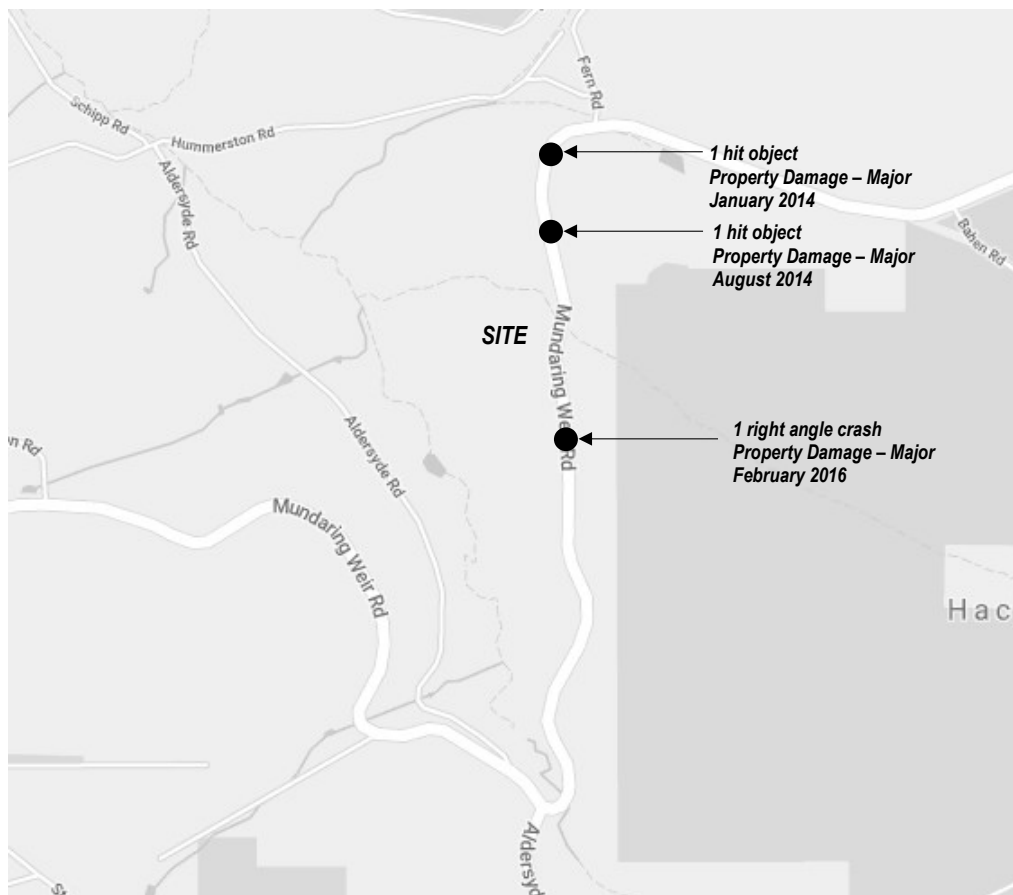 Schipp Rd
Hummerston Rd
Fern Rd
1 hit object
Property Damage – Major
January 2014
Aldersyde Rd
Bahen Rd
1 hit object
Property Damage – Major
August 2014
SITE
Mundaring Weir Rd
Aldersyde Rd
1 right angle crash
Property Damage – Major
February 2016
Rd
Mundaring Weir Rd
Hac
Aldersyd